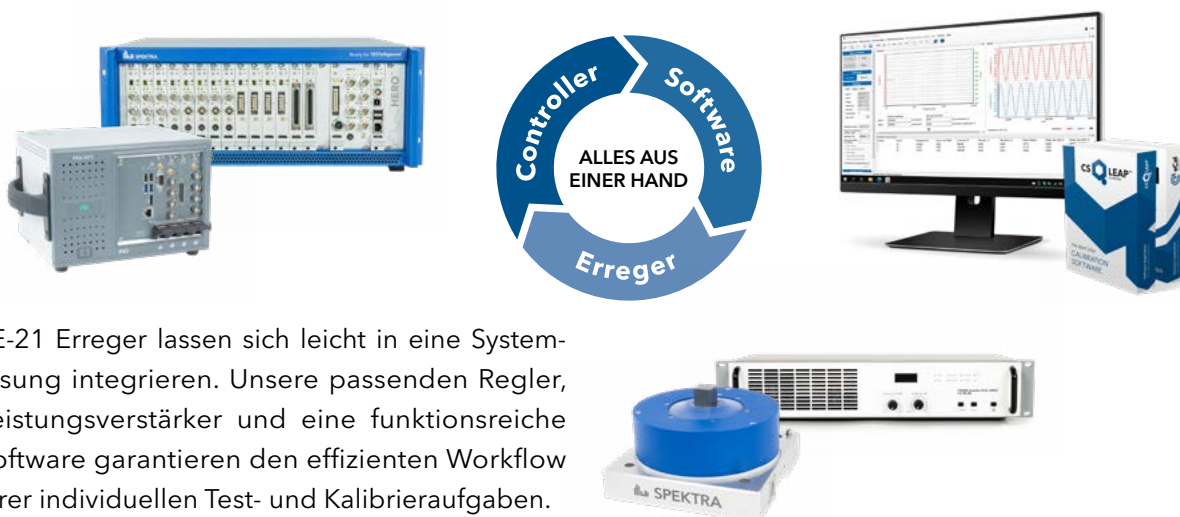 SPEKTRA
HERO
Controller
Software
ALLES AUS
EINER HAND
Erreger
CS Q LEAP
CALIBRATION
SOFTWARE
E-21 Erreger lassen sich leicht in eine System-
sung integrieren. Unsere passenden Regler,
eistungsverstärker und eine funktionsreiche
oftware garantieren den effizienten Workflow
rer individuellen Test- und Kalibrieraufgaben.
SPEKTRA